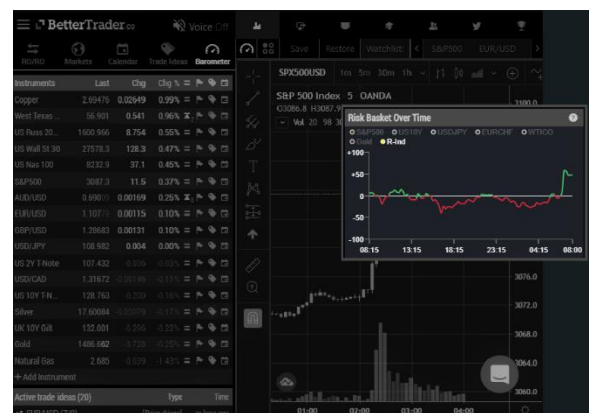 BetterTrader.co Voice Off
RO/RO Markets Calendar Trade Ideas Barometer
Save Restore Watchlist: S&P500 EUR/USD
Instruments Last Chg Chg %
Copper 2.69476 0.02649 0.99%
West Texas ... 56.901 0.541 0.96%
US Russ 20... 1600.966 8.754 0.55%
US Wall St 30 27578.3 128.3 0.47%
US Nas 100 8232.9 37.1 0.45%
S&P500 3087.3 11.5 0.37%
AUD/USD 0.00169 0.25%
EUR/USD 0.00115 0.10%
GBP/USD 1.28683 0.00131 0.10%
USD/JPY 108.982 0.004 0.00%
US 2Y T-Note 107.432
USD/CAD 1.31672
US 10Y T-N... 128.763
Silver 17.60084
UK 10Y Gilt 132.001
Gold 1486.662
Natural Gas 2.685
+ Add Instrument
Active trade ideas (20) Type Time
SPX500USD 1m 5m 30m 1h
S&P 500 Index 5 OANDA
O3086.8
Vol 20
Risk Basket Over Time
S&P500 US10Y USDJPY EURCHF WTICO
Gold R-Ind
+100
+50
0
-50
-100
08:15 13:15 18:15 23:15 04:15 08:00
3100.0
3076.0
3072.0
3068.0
3064.0
3060.0
01:00 02:00 03:00 04:00